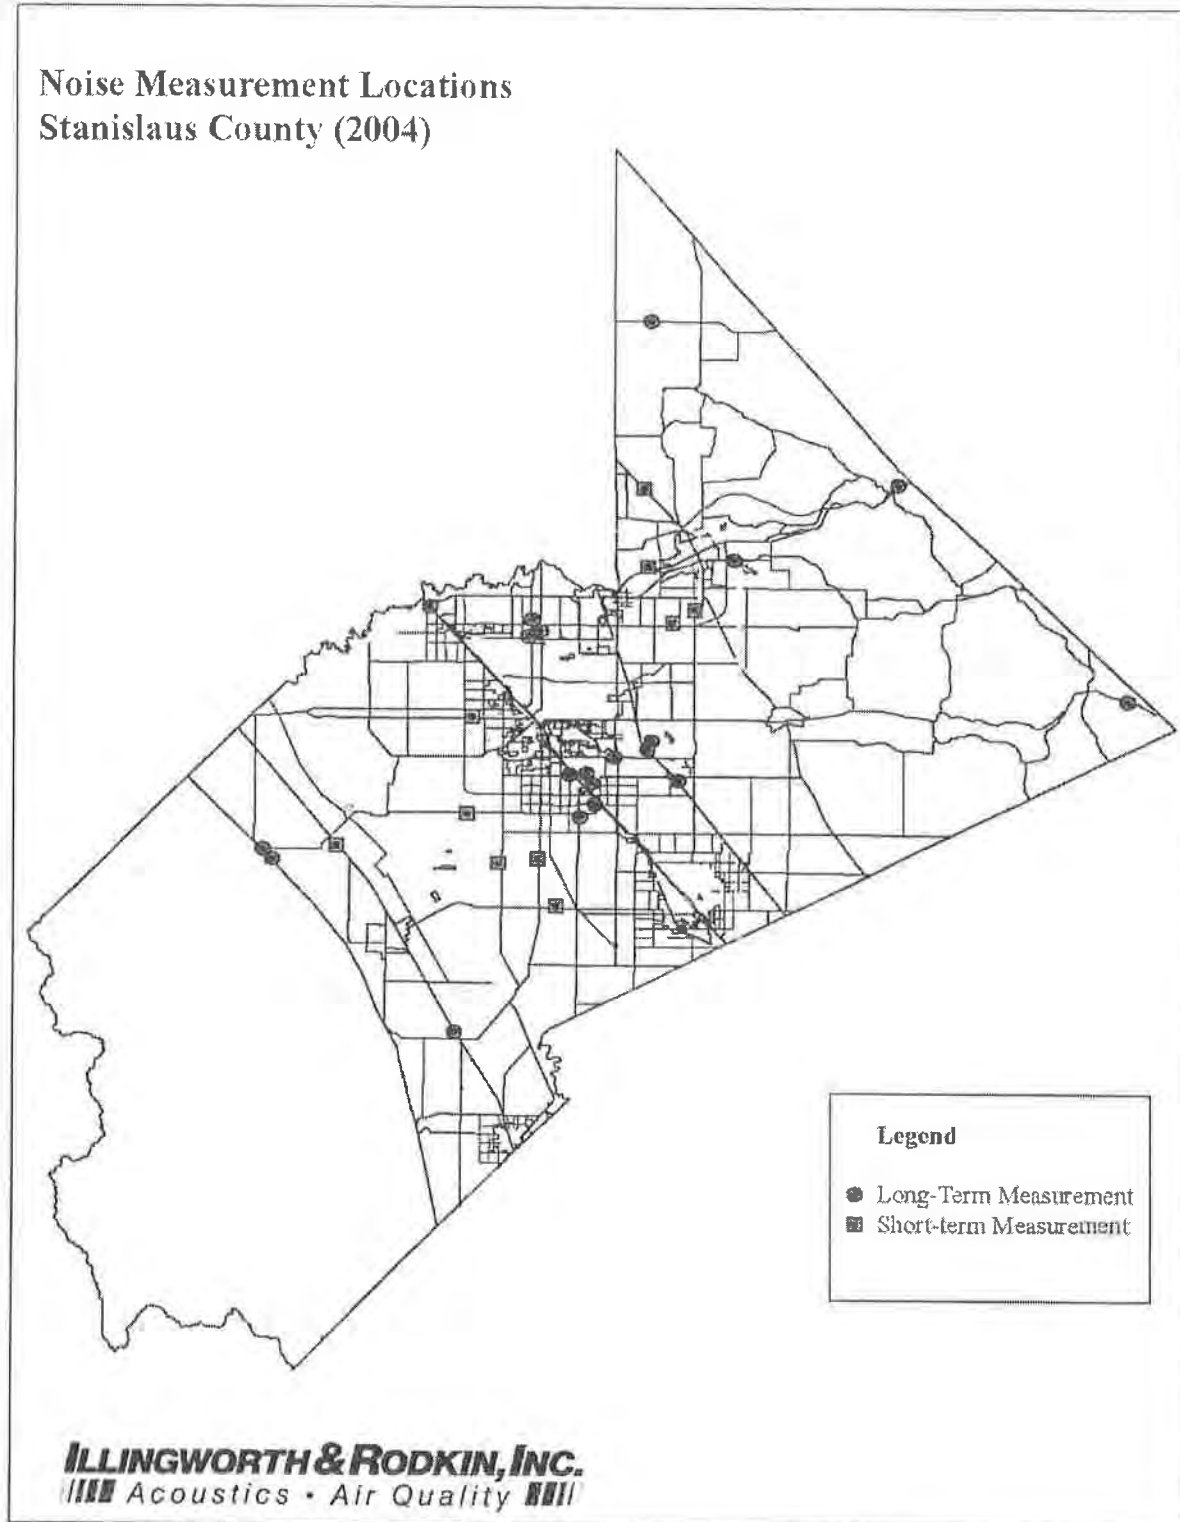 Noise Measurement Locations
Stanislaus County (2004)
Legend
Long-Term Measurement
Short-term Measurement
ILLINGWORTH & RODKIN, INC.
Acoustics • Air Quality